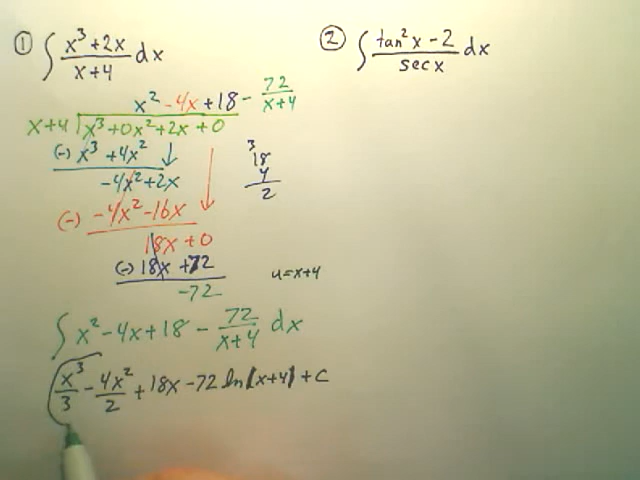 ① ∫ (x³ + 2x)/(x + 4) dx
x² - 4x + 18 - 72/(x+4)
x+4 | x³ + 0x² + 2x + 0
(-) x³ + 4x²
-4x² + 2x
(-) -4x² - 16x
18x + 0
(-) 18x + 72
-72
3
18
4
2
u = x+4
∫ x² - 4x + 18 - 72/(x+4) dx
x³/3 - 4x²/2 + 18x - 72 ln|x+4| + C
② ∫ (tan²x - 2)/(sec x) dx